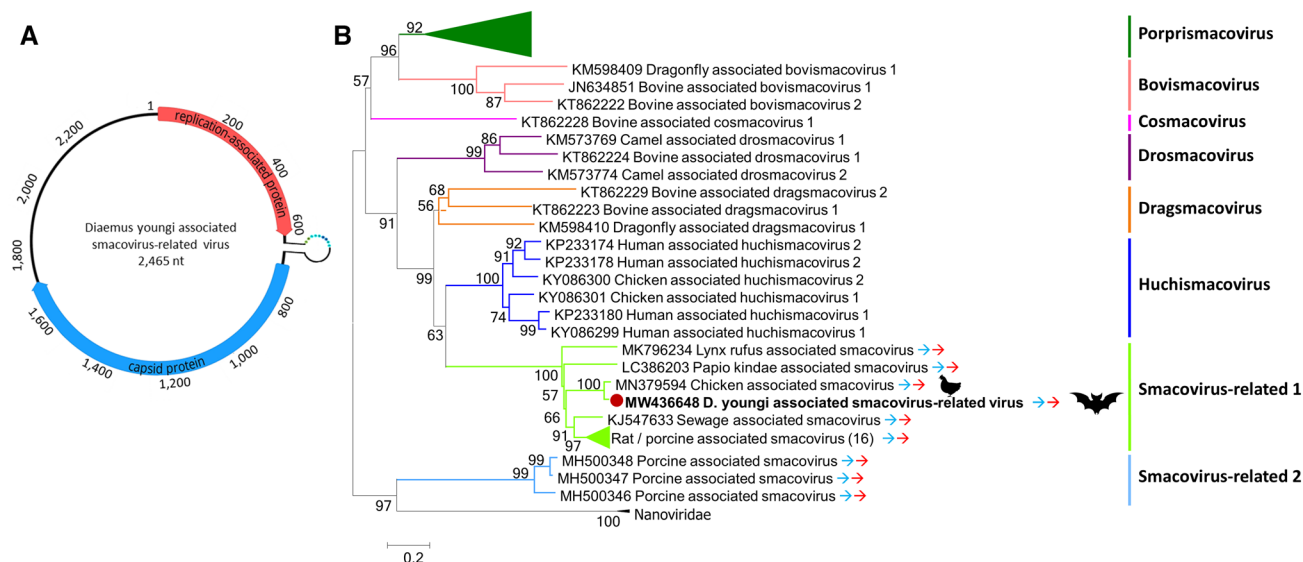 A
B
1
200
400
600
800
1,000
1,200
1,400
1,600
1,800
2,000
2,200
replication-associated protein
capsid protein
Diaemus youngi associated
smacovirus-related virus
2,465 nt
92
96
57
KM598409 Dragonfly associated bovismacovirus 1
JN634851 Bovine associated bovismacovirus 1
100
87
KT862222 Bovine associated bovismacovirus 2
KT862228 Bovine associated cosmacovirus 1
86
KM573769 Camel associated drosmacovirus 1
99
KT862224 Bovine associated drosmacovirus 1
KM573774 Camel associated drosmacovirus 2
68
KT862229 Bovine associated dragsmacovirus 2
56
KT862223 Bovine associated dragsmacovirus 1
91
KM598410 Dragonfly associated dragsmacovirus 1
92
KP233174 Human associated huchismacovirus 2
91
KP233178 Human associated huchismacovirus 2
99
100
KY086300 Chicken associated huchismacovirus 2
KY086301 Chicken associated huchismacovirus 1
74
KP233180 Human associated huchismacovirus 1
63
99
KY086299 Human associated huchismacovirus 1
MK796234 Lynx rufus associated smacovirus
100
LC386203 Papio kindae associated smacovirus
100
MN379594 Chicken associated smacovirus
57
MW436648 D. youngi associated smacovirus-related virus
66
KJ547633 Sewage associated smacovirus
91
97
Rat / porcine associated smacovirus (16)
99
MH500348 Porcine associated smacovirus
99
MH500347 Porcine associated smacovirus
MH500346 Porcine associated smacovirus
97
100
Nanoviridae
0.2
Porprismacovirus
Bovismacovirus
Cosmacovirus
Drosmacovirus
Dragsmacovirus
Huchismacovirus
Smacovirus-related 1
Smacovirus-related 2